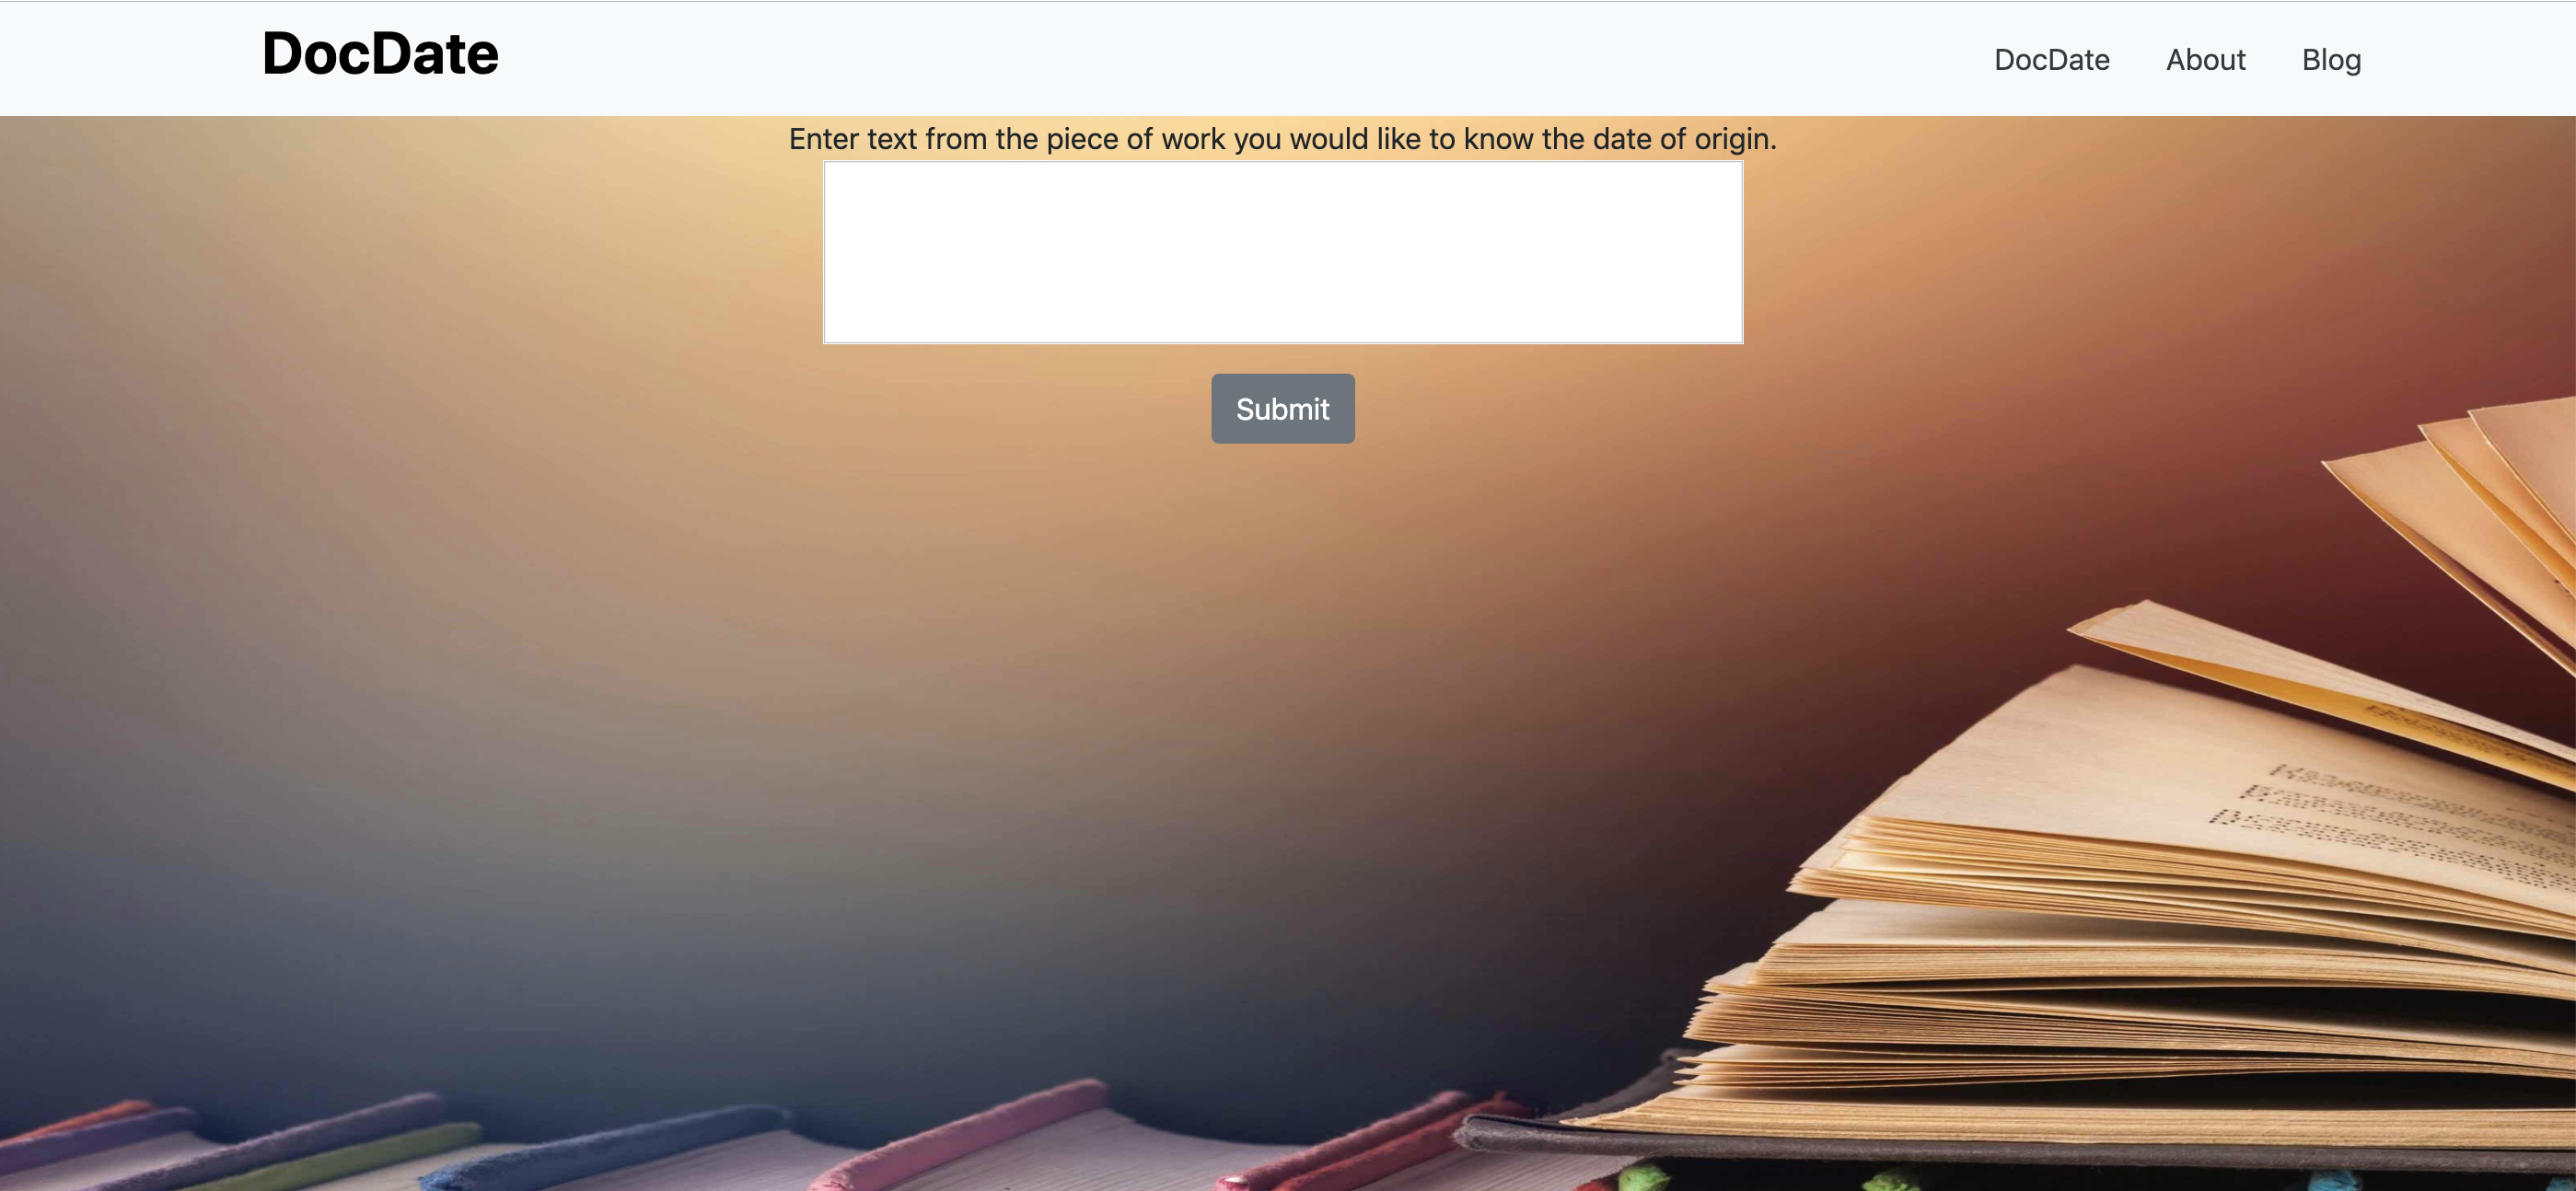 DocDate
DocDate About Blog
Enter text from the piece of work you would like to know the date of origin.
Submit